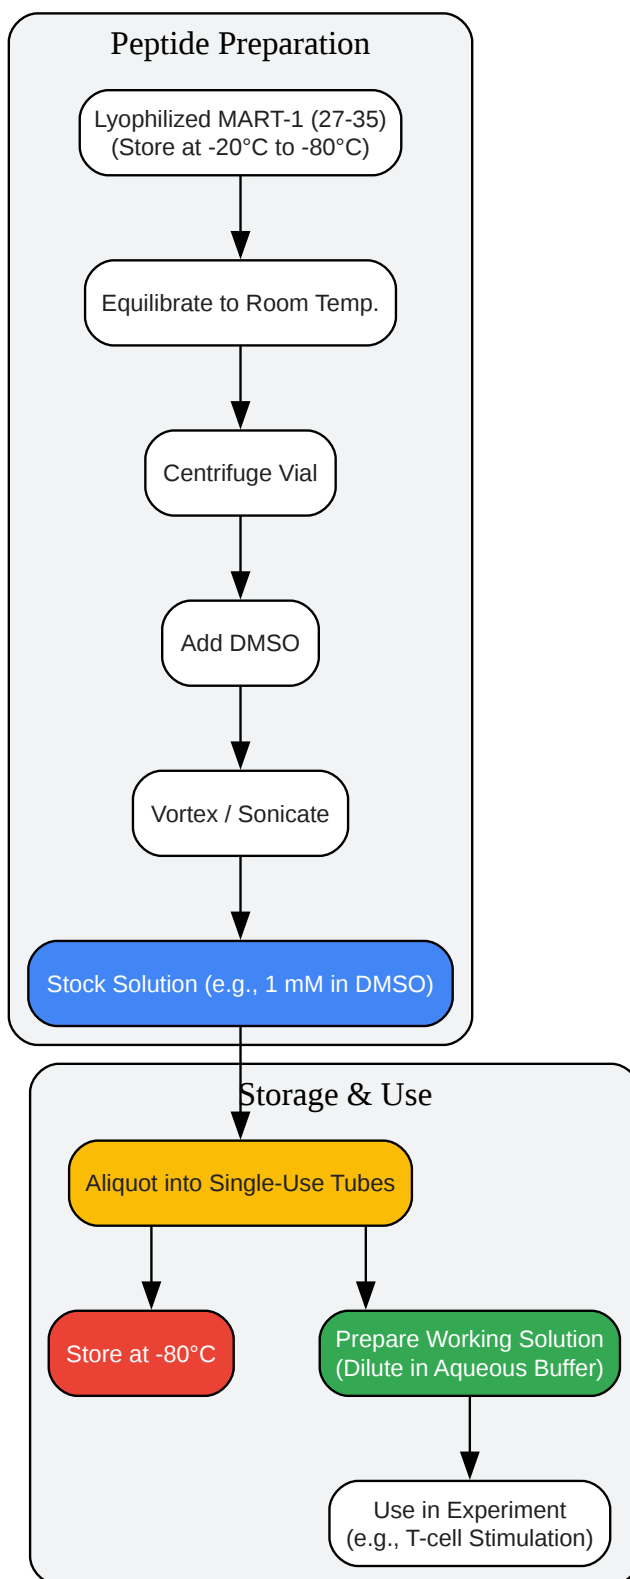 Peptide Preparation
Lyophilized MART-1 (27-35)
(Store at -20°C to -80°C)
Equilibrate to Room Temp.
Centrifuge Vial
Add DMSO
Vortex / Sonicate
Stock Solution (e.g., 1 mM in DMSO)
Storage & Use
Aliquot into Single-Use Tubes
Store at -80°C
Prepare Working Solution
(Dilute in Aqueous Buffer)
Use in Experiment
(e.g., T-cell Stimulation)